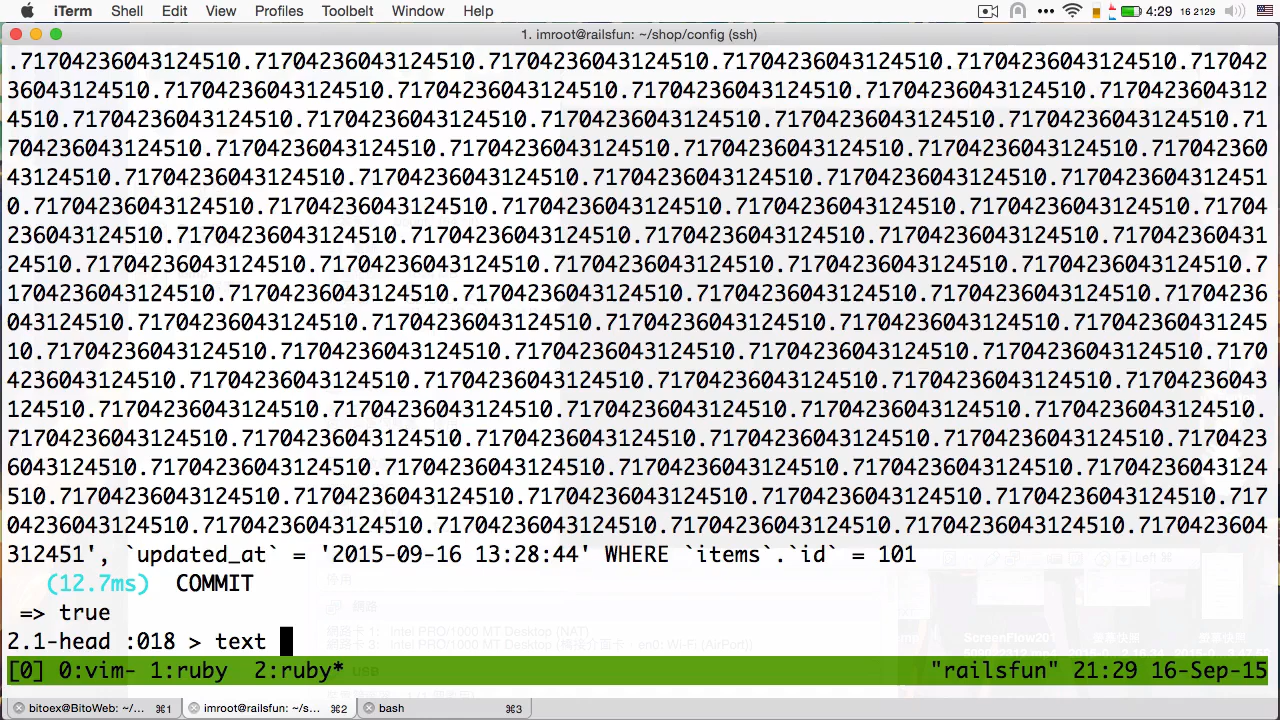 .71704236043124510.71704236043124510.71704236043124510.71704236043124510.71704236043124510.717042
36043124510.71704236043124510.71704236043124510.71704236043124510.71704236043124510.7170423604312
4510.71704236043124510.71704236043124510.71704236043124510.71704236043124510.71704236043124510.71
704236043124510.71704236043124510.71704236043124510.71704236043124510.71704236043124510.717042360
43124510.71704236043124510.71704236043124510.71704236043124510.71704236043124510.7170423604312451
0.71704236043124510.71704236043124510.71704236043124510.71704236043124510.71704236043124510.71704
236043124510.71704236043124510.71704236043124510.71704236043124510.71704236043124510.717042360431
24510.71704236043124510.71704236043124510.71704236043124510.71704236043124510.71704236043124510.7
1704236043124510.71704236043124510.71704236043124510.71704236043124510.71704236043124510.71704236
043124510.71704236043124510.71704236043124510.71704236043124510.71704236043124510.717042360431245
10.71704236043124510.71704236043124510.71704236043124510.71704236043124510.71704236043124510.7170
4236043124510.71704236043124510.71704236043124510.71704236043124510.71704236043124510.71704236043
124510.71704236043124510.71704236043124510.71704236043124510.71704236043124510.71704236043124510.
71704236043124510.71704236043124510.71704236043124510.71704236043124510.71704236043124510.7170423
6043124510.71704236043124510.71704236043124510.71704236043124510.71704236043124510.71704236043124
510.71704236043124510.71704236043124510.71704236043124510.71704236043124510.71704236043124510.717
04236043124510.71704236043124510.71704236043124510.71704236043124510.71704236043124510.7170423604
312451', `updated_at` = '2015-09-16 13:28:44' WHERE `items`.`id` = 101
(12.7ms) COMMIT
=> true
2.1-head :018 > text
[0] 0:vim- 1:ruby 2:ruby* "railsfun" 21:29 16-Sep-15
iTerm Shell Edit View Profiles Toolbelt Window Help 4:29 16 2129
1. imroot@railsfun: ~/shop/config (ssh)
bitoex@BitoWeb: ~/... ⌘1 imroot@railsfun: ~/s... ⌘2 bash ⌘3